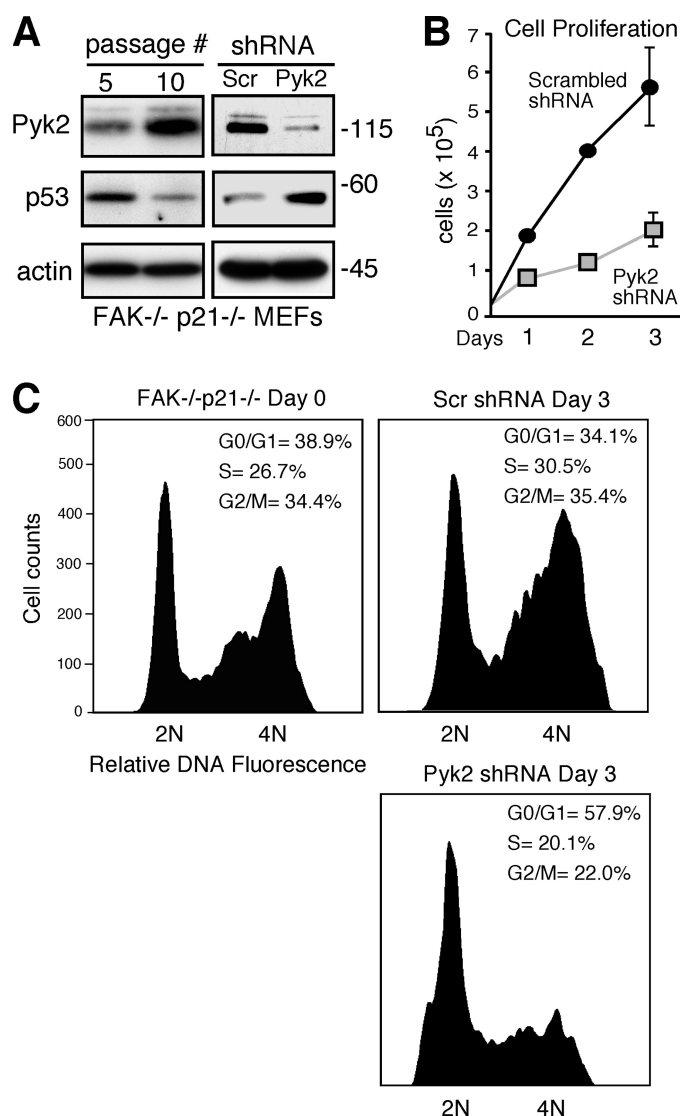 A
passage #
shRNA
5 10
Scr Pyk2
Pyk2
-115
p53
-60
actin
-45
FAK-/- p21-/- MEFs
B
Cell Proliferation
7
6
5
4
3
2
1
0
cells (x 10⁵)
Scrambled
shRNA
Pyk2
shRNA
Days 1 2 3
C
FAK-/-p21-/- Day 0
600
500
400
300
200
100
0
Cell counts
G0/G1= 38.9%
S= 26.7%
G2/M= 34.4%
2N 4N
Relative DNA Fluorescence
Scr shRNA Day 3
G0/G1= 34.1%
S= 30.5%
G2/M= 35.4%
2N 4N
Pyk2 shRNA Day 3
G0/G1= 57.9%
S= 20.1%
G2/M= 22.0%
2N 4N